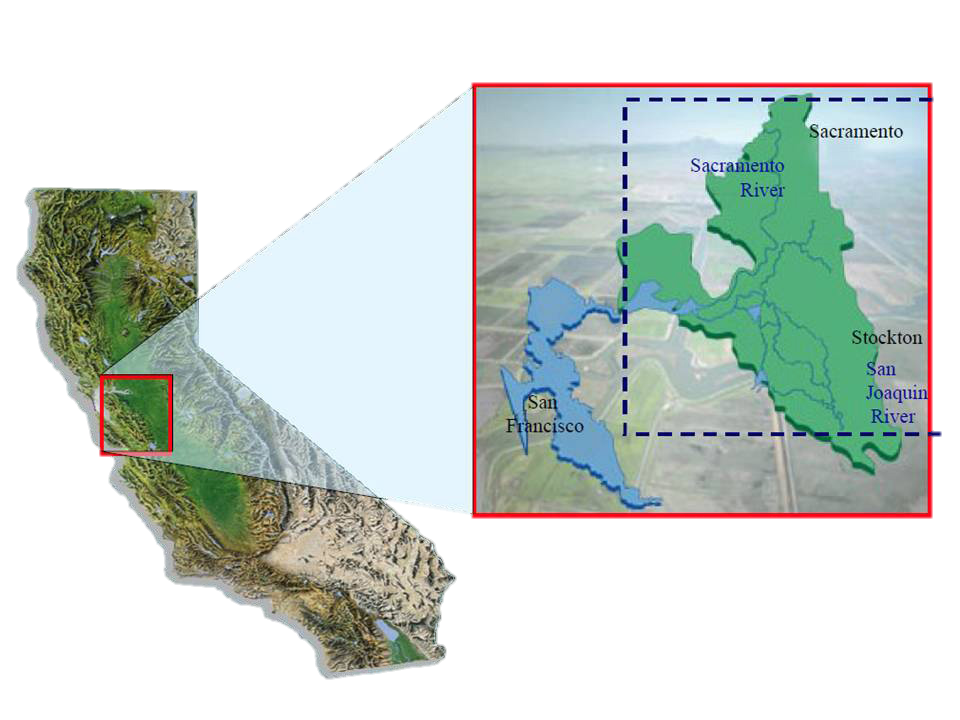 Sacramento
Sacramento
River
Stockton
San
Joaquin
River
San
Francisco